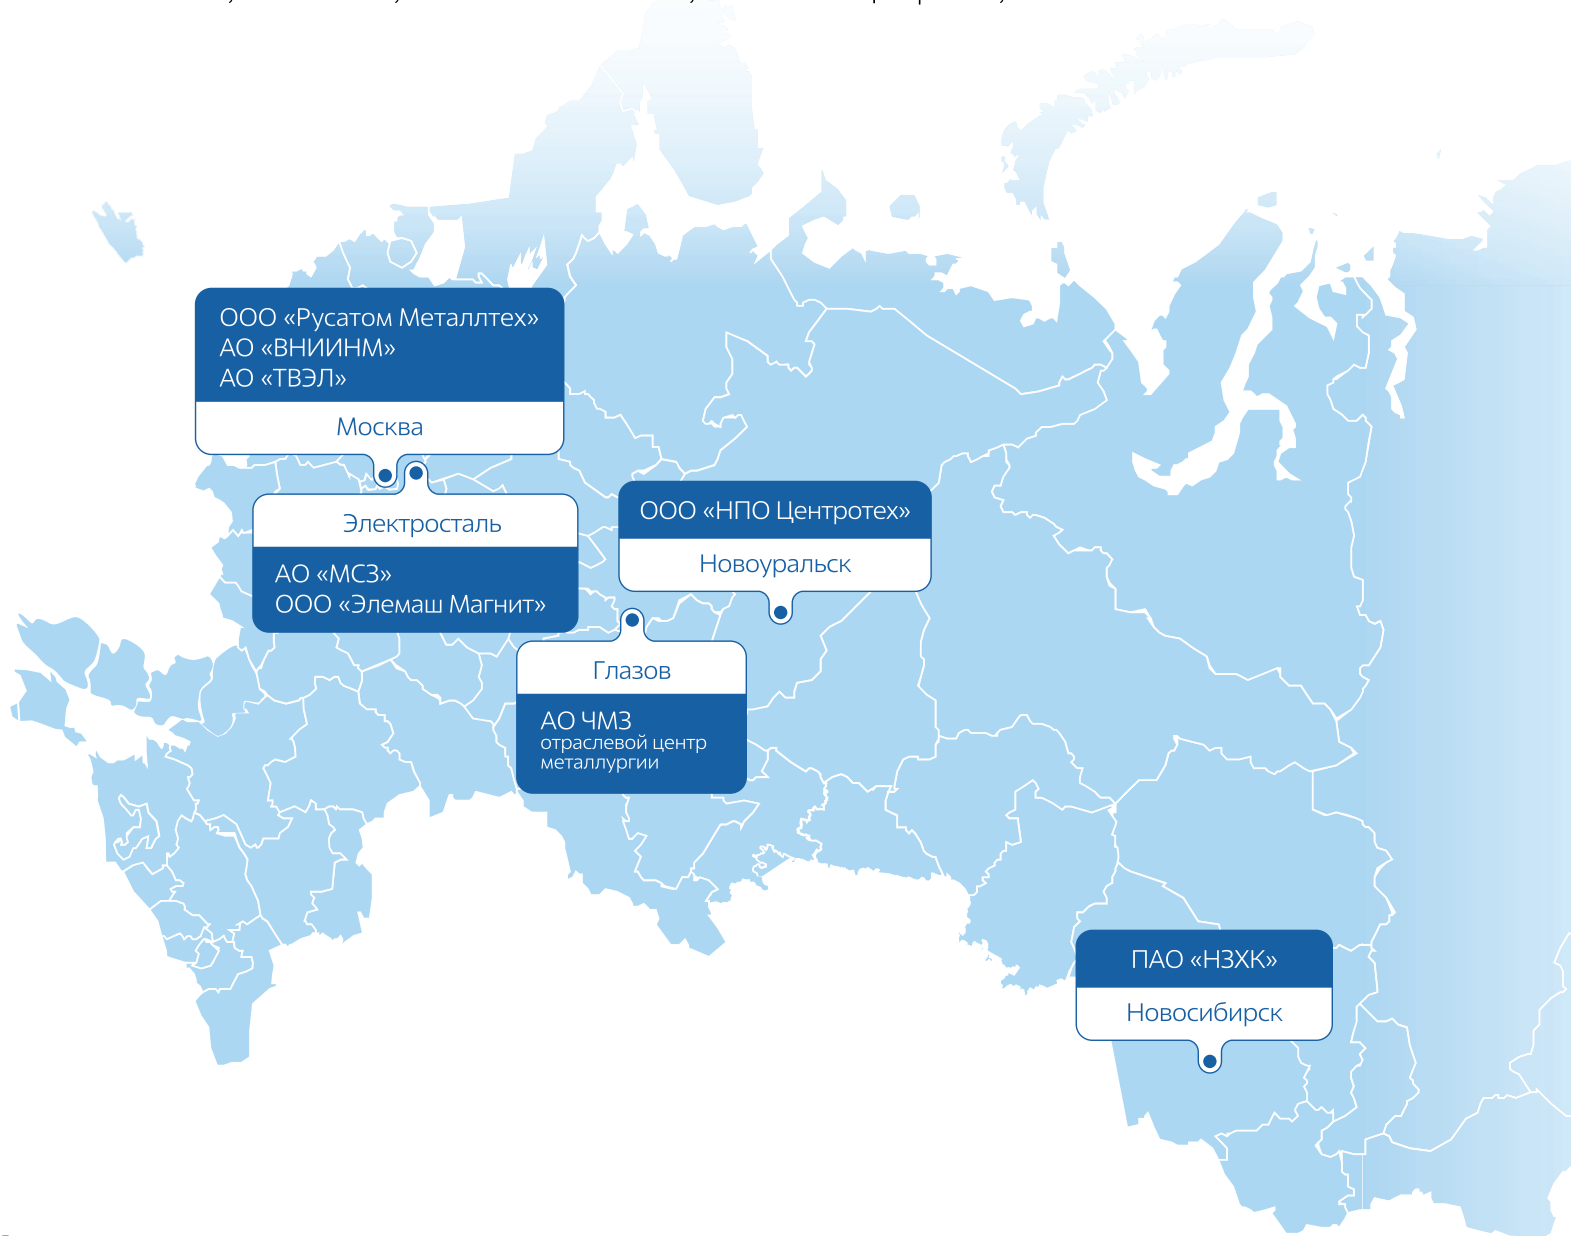 ООО «Русатом Металлтех»
АО «ВНИИНМ»
АО «ТВЭЛ»
Москва
Электросталь
АО «МСЗ»
ООО «Элемаш Магнит»
ООО «НПО Центротех»
Новоуральск
Глазов
АО ЧМЗ
отраслевой центр
металлургии
ПАО «НЗХК»
Новосибирск